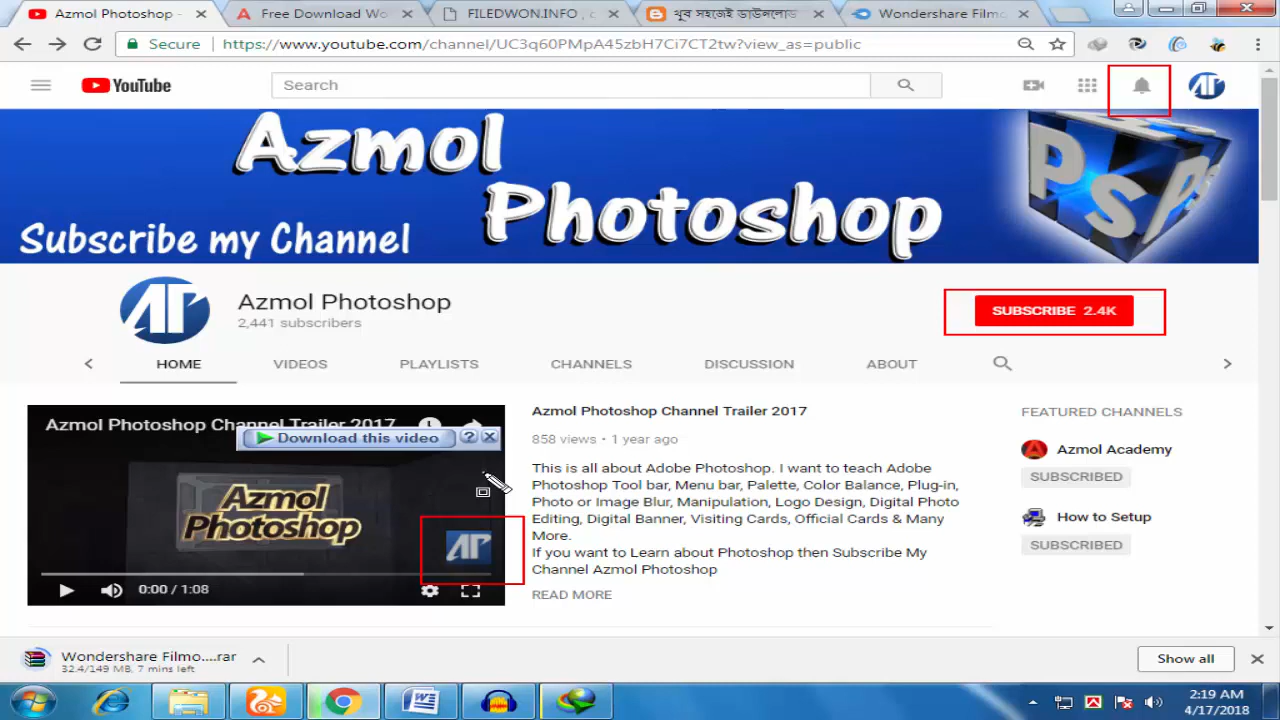 Azmol Photoshop -
Free Download Wo
FILEDWON.INFO , c
খুব সহজেই ডাউনলোড
Wondershare Filmo
Secure
https://www.youtube.com/channel/UC3q60PMpA45zbH7Ci7CT2tw?view_as=public
YouTube
Search
AP
Azmol
Photoshop
Subscribe my Channel
PSA
AP
Azmol Photoshop
2,441 subscribers
SUBSCRIBE 2.4K
HOME
VIDEOS
PLAYLISTS
CHANNELS
DISCUSSION
ABOUT
Azmol Photoshop Channel Trailer 2017
Download this video
?
Azmol
Photoshop
AP
0:00 / 1:08
Azmol Photoshop Channel Trailer 2017
858 views • 1 year ago
This is all about Adobe Photoshop. I want to teach Adobe
Photoshop Tool bar, Menu bar, Palette, Color Balance, Plug-in,
Photo or Image Blur, Manipulation, Logo Design, Digital Photo
Editing, Digital Banner, Visiting Cards, Official Cards & Many
More.
If you want to Learn about Photoshop then Subscribe My
Channel Azmol Photoshop
READ MORE
FEATURED CHANNELS
Azmol Academy
SUBSCRIBED
How to Setup
SUBSCRIBED
Wondershare Filmo....rar
32.4/149 MB, 7 mins left
Show all
2:19 AM
4/17/2018